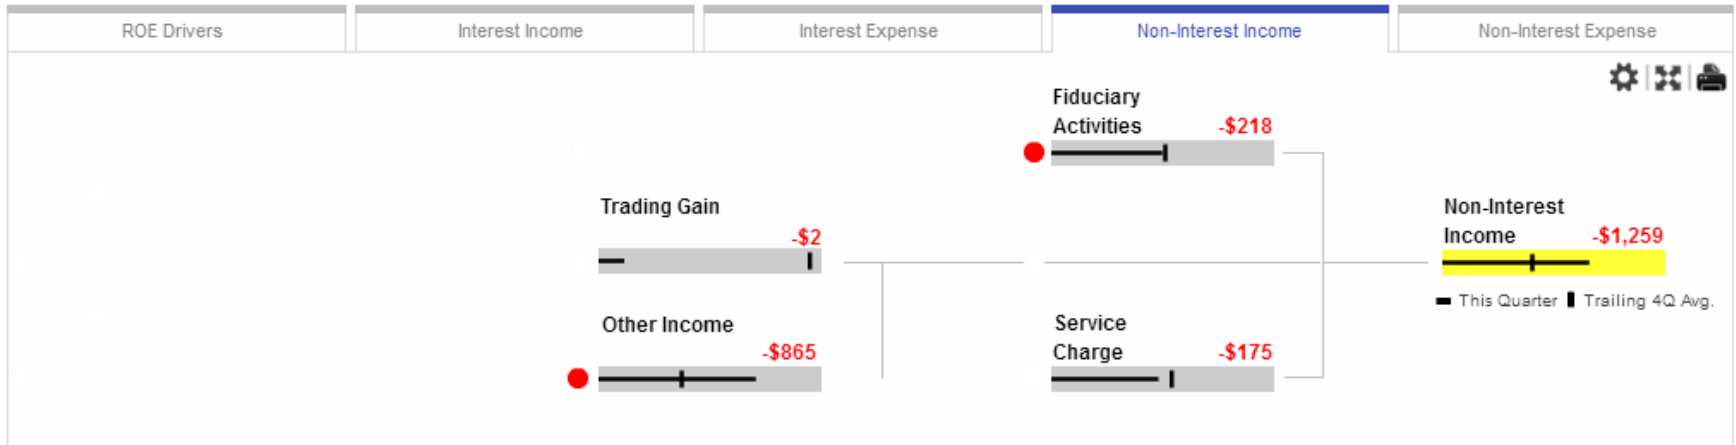 ROE Drivers
Interest Income
Interest Expense
Non-Interest Income
Non-Interest Expense
Fiduciary
Activities -$218
Trading Gain
-$2
Non-Interest
Income -$1,259
This Quarter Trailing 4Q Avg.
Other Income
-$865
Service
Charge -$175